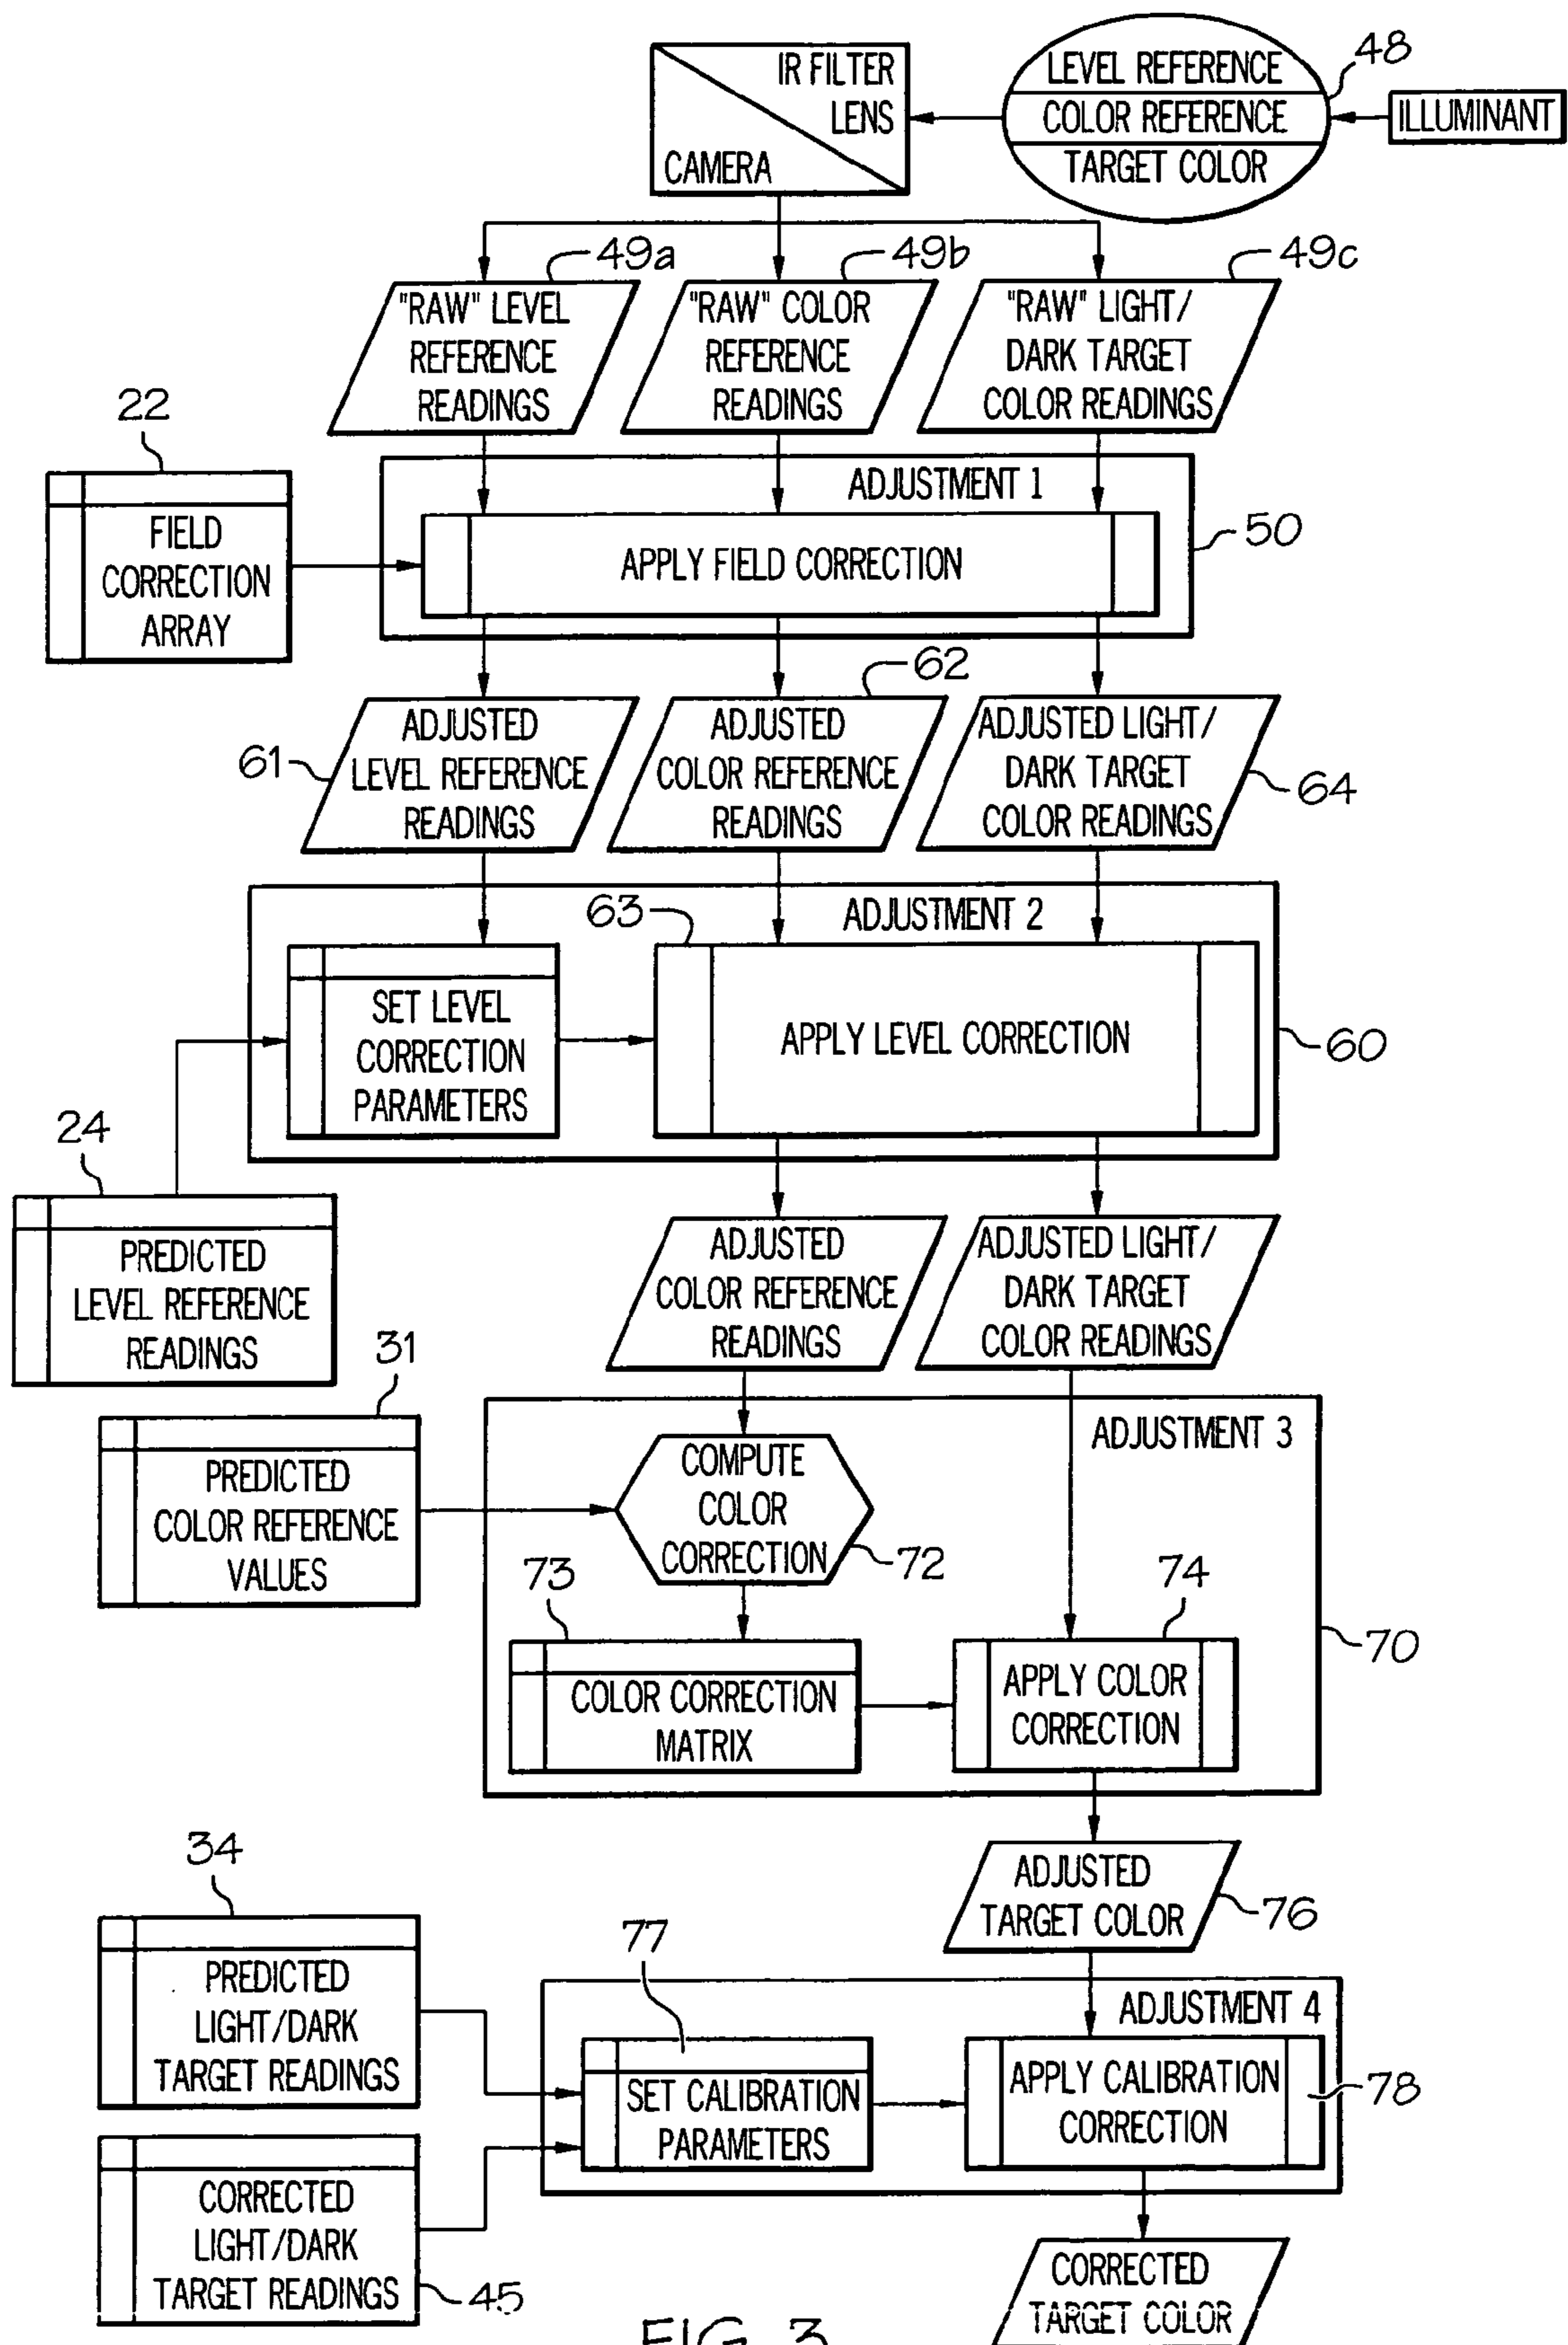 48
IR FILTER
LENS
CAMERA
LEVEL REFERENCE
COLOR REFERENCE
TARGET COLOR
ILLUMINANT
49a
49b
49c
"RAW" LEVEL
REFERENCE
READINGS
"RAW" COLOR
REFERENCE
READINGS
"RAW" LIGHT/
DARK TARGET
COLOR READINGS
22
FIELD
CORRECTION
ARRAY
ADJUSTMENT 1
APPLY FIELD CORRECTION
50
61
ADJUSTED
LEVEL REFERENCE
READINGS
62
ADJUSTED
COLOR REFERENCE
READINGS
ADJUSTED LIGHT/
DARK TARGET
COLOR READINGS
64
63
ADJUSTMENT 2
SET LEVEL
CORRECTION
PARAMETERS
APPLY LEVEL CORRECTION
60
24
PREDICTED
LEVEL REFERENCE
READINGS
ADJUSTED
COLOR REFERENCE
READINGS
ADJUSTED LIGHT/
DARK TARGET
COLOR READINGS
31
PREDICTED
COLOR REFERENCE
VALUES
ADJUSTMENT 3
COMPUTE
COLOR
CORRECTION
72
73
COLOR CORRECTION
MATRIX
74
APPLY COLOR
CORRECTION
70
ADJUSTED
TARGET COLOR
76
34
PREDICTED
LIGHT/DARK
TARGET READINGS
77
ADJUSTMENT 4
SET CALIBRATION
PARAMETERS
APPLY CALIBRATION
CORRECTION
78
CORRECTED
LIGHT/DARK
TARGET READINGS
45
CORRECTED
TARGET COLOR
FIG. 3